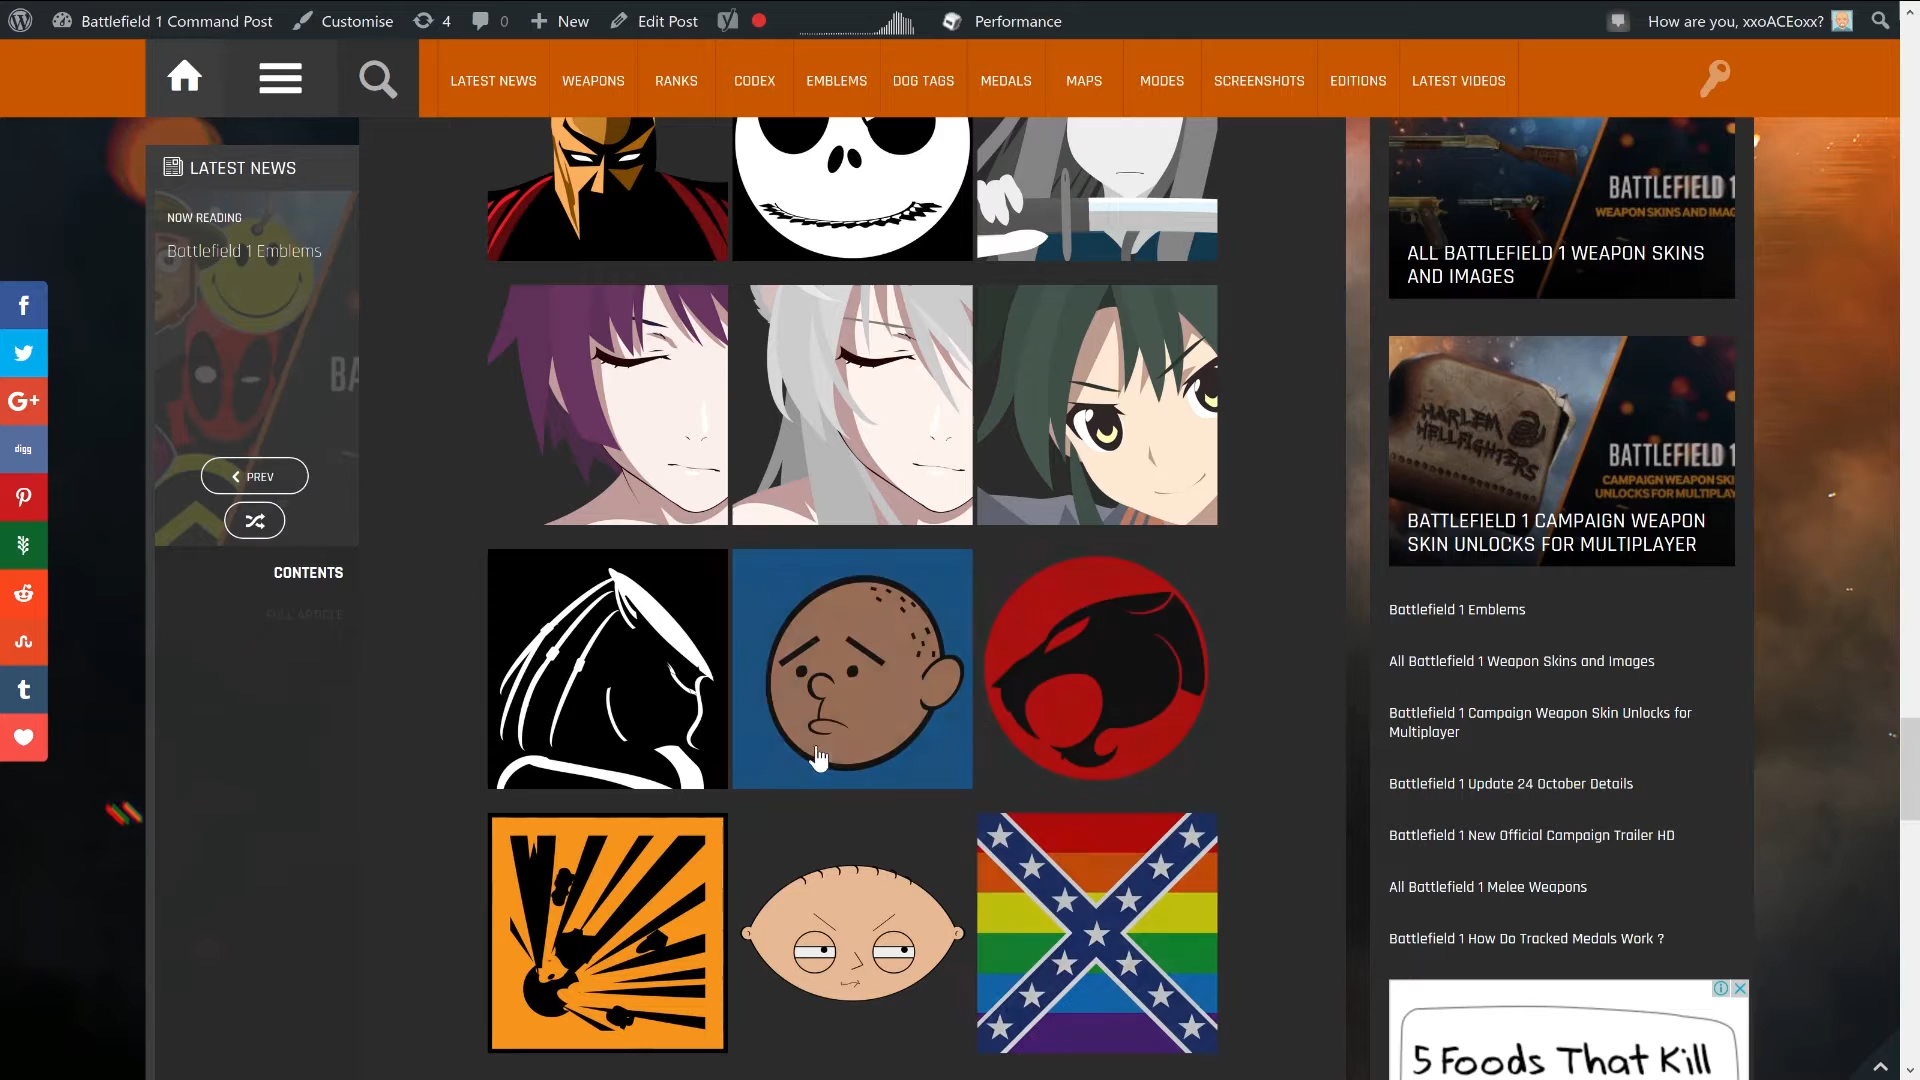 Battlefield 1 Command Post Customise 4 0 New Edit Post Performance How are you, xxoACEoxx?
LATEST NEWS WEAPONS RANKS CODEX EMBLEMS DOG TAGS MEDALS MAPS MODES SCREENSHOTS EDITIONS LATEST VIDEOS
LATEST NEWS
NOW READING
Battlefield 1 Emblems
BA
PREV
CONTENTS
FULL ARTICLE
f
G+
digg
t
BATTLEFIELD 1
WEAPON SKINS AND IMAG
ALL BATTLEFIELD 1 WEAPON SKINS
AND IMAGES
HARLEM
HELLFIGHTERS
BATTLEFIELD 1
CAMPAIGN WEAPON SKI
UNLOCKS FOR MULTIPLAY
BATTLEFIELD 1 CAMPAIGN WEAPON
SKIN UNLOCKS FOR MULTIPLAYER
Battlefield 1 Emblems
All Battlefield 1 Weapon Skins and Images
Battlefield 1 Campaign Weapon Skin Unlocks for
Multiplayer
Battlefield 1 Update 24 October Details
Battlefield 1 New Official Campaign Trailer HD
All Battlefield 1 Melee Weapons
Battlefield 1 How Do Tracked Medals Work ?
5 Foods That Kill